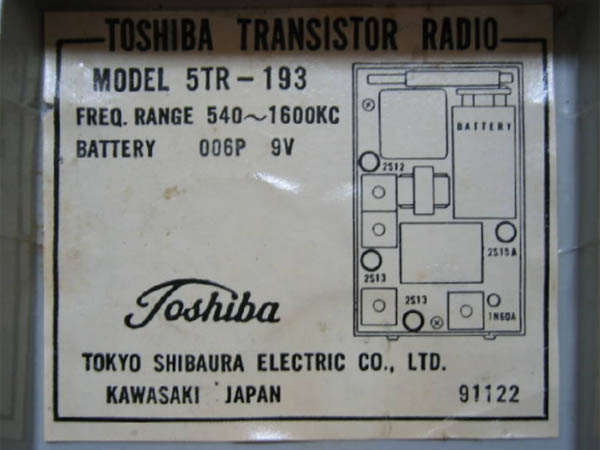 TOSHIBA TRANSISTOR RADIO
MODEL 5TR-193
FREQ. RANGE 540~1600KC
BATTERY 006P 9V
BATTERY
2S12
2S15A
2S13
2S13
1N60A
Toshiba
TOKYO SHIBAURA ELECTRIC CO., LTD.
KAWASAKI JAPAN 91122